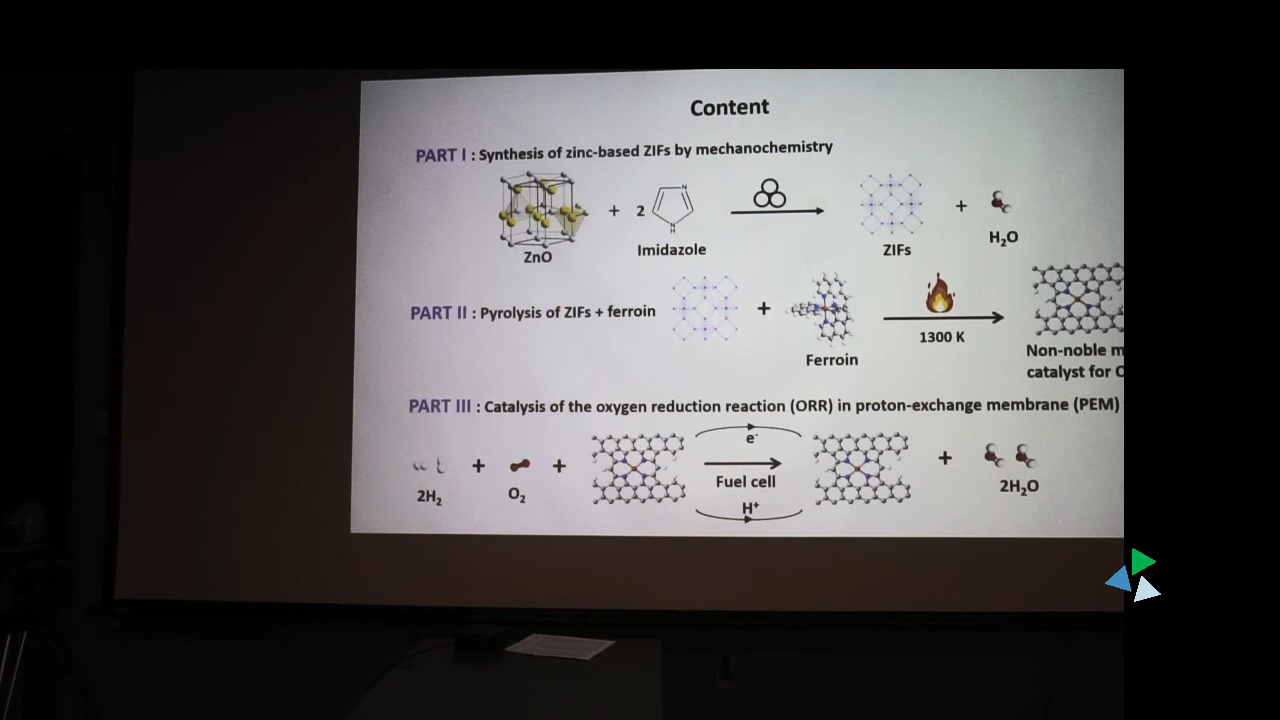 Content
PART I : Synthesis of zinc-based ZIFs by mechanochemistry
+ 2
N
N
H
+
ZnO
Imidazole
ZIFs
H₂O
PART II : Pyrolysis of ZIFs + ferroin
+
1300 K
Ferroin
Non-noble
catalyst for
PART III : Catalysis of the oxygen reduction reaction (ORR) in proton-exchange membrane (PEM)
e⁻
+ + +
Fuel cell
2H₂
O₂
2H₂O
H⁺